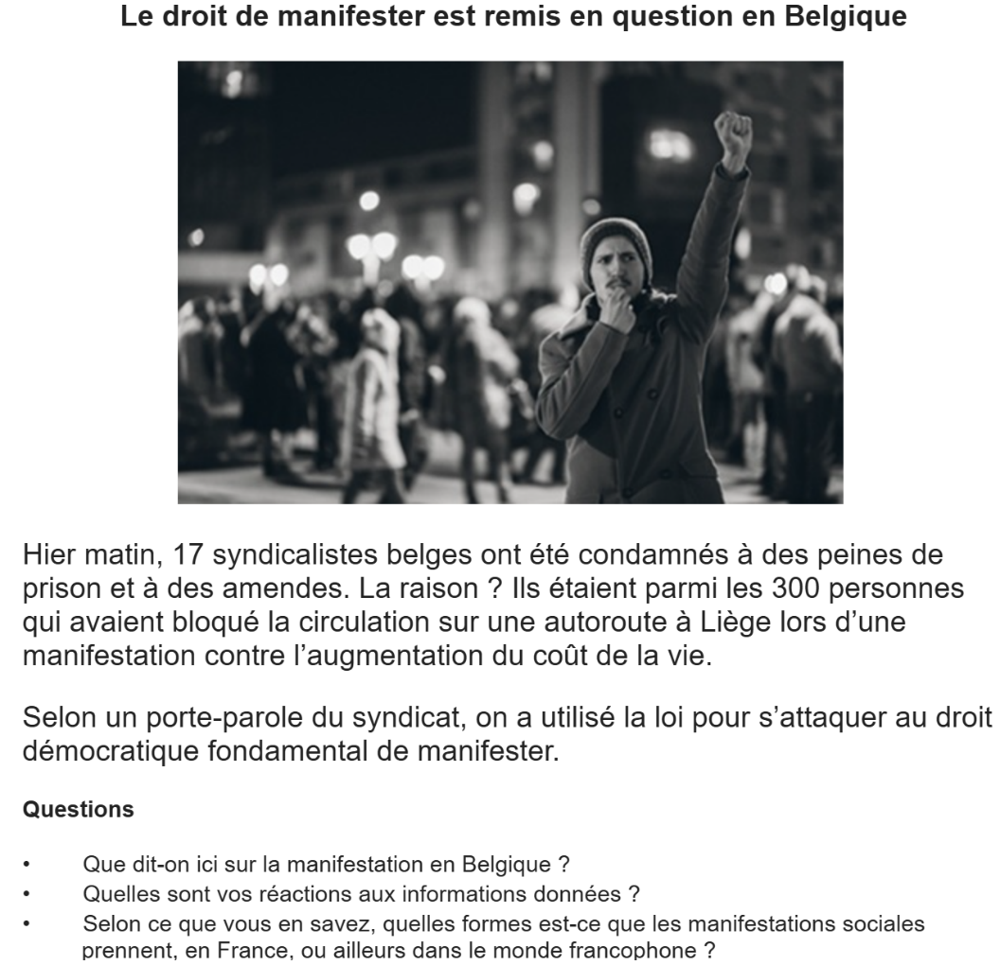 Le droit de manifester est remis en question en Belgique
Hier matin, 17 syndicalistes belges ont été condamnés à des peines de
prison et à des amendes. La raison ? Ils étaient parmi les 300 personnes
qui avaient bloqué la circulation sur une autoroute à Liège lors d’une
manifestation contre l’augmentation du coût de la vie.
Selon un porte-parole du syndicat, on a utilisé la loi pour s’attaquer au droit
démocratique fondamental de manifester.
Questions
• Que dit-on ici sur la manifestation en Belgique ?
• Quelles sont vos réactions aux informations données ?
• Selon ce que vous en savez, quelles formes est-ce que les manifestations sociales
prennent, en France, ou ailleurs dans le monde francophone ?